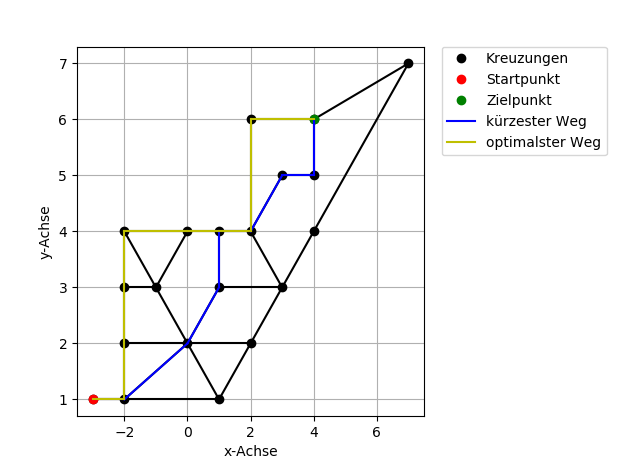 7
6
5
4
3
2
1
y-Achse
−2
0
2
4
6
x-Achse
Kreuzungen
Startpunkt
Zielpunkt
kürzester Weg
optimalster Weg